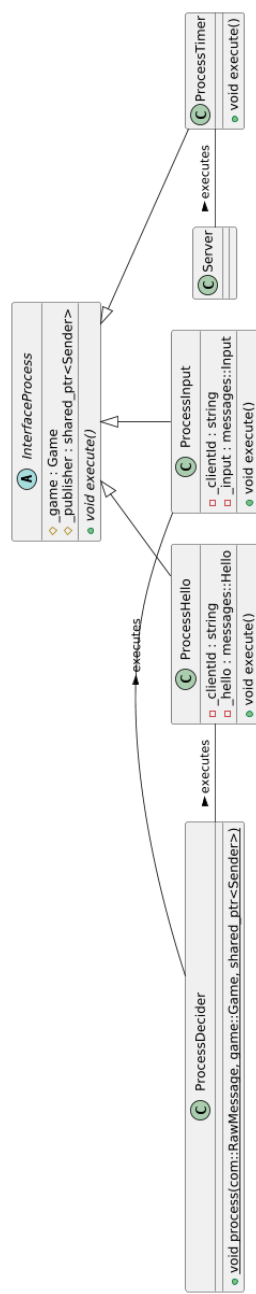 A InterfaceProcess
_game : Game
_publisher : shared_ptr<Sender>
void execute()
C ProcessDecider
void process(com::RawMessage, game::Game, shared_ptr<Sender>)
executes
C ProcessHello
_clientId : string
_hello : messages::Hello
void execute()
executes
C ProcessInput
_clientId : string
_Input : messages::Input
void execute()
C Server
executes
C ProcessTimer
void execute()